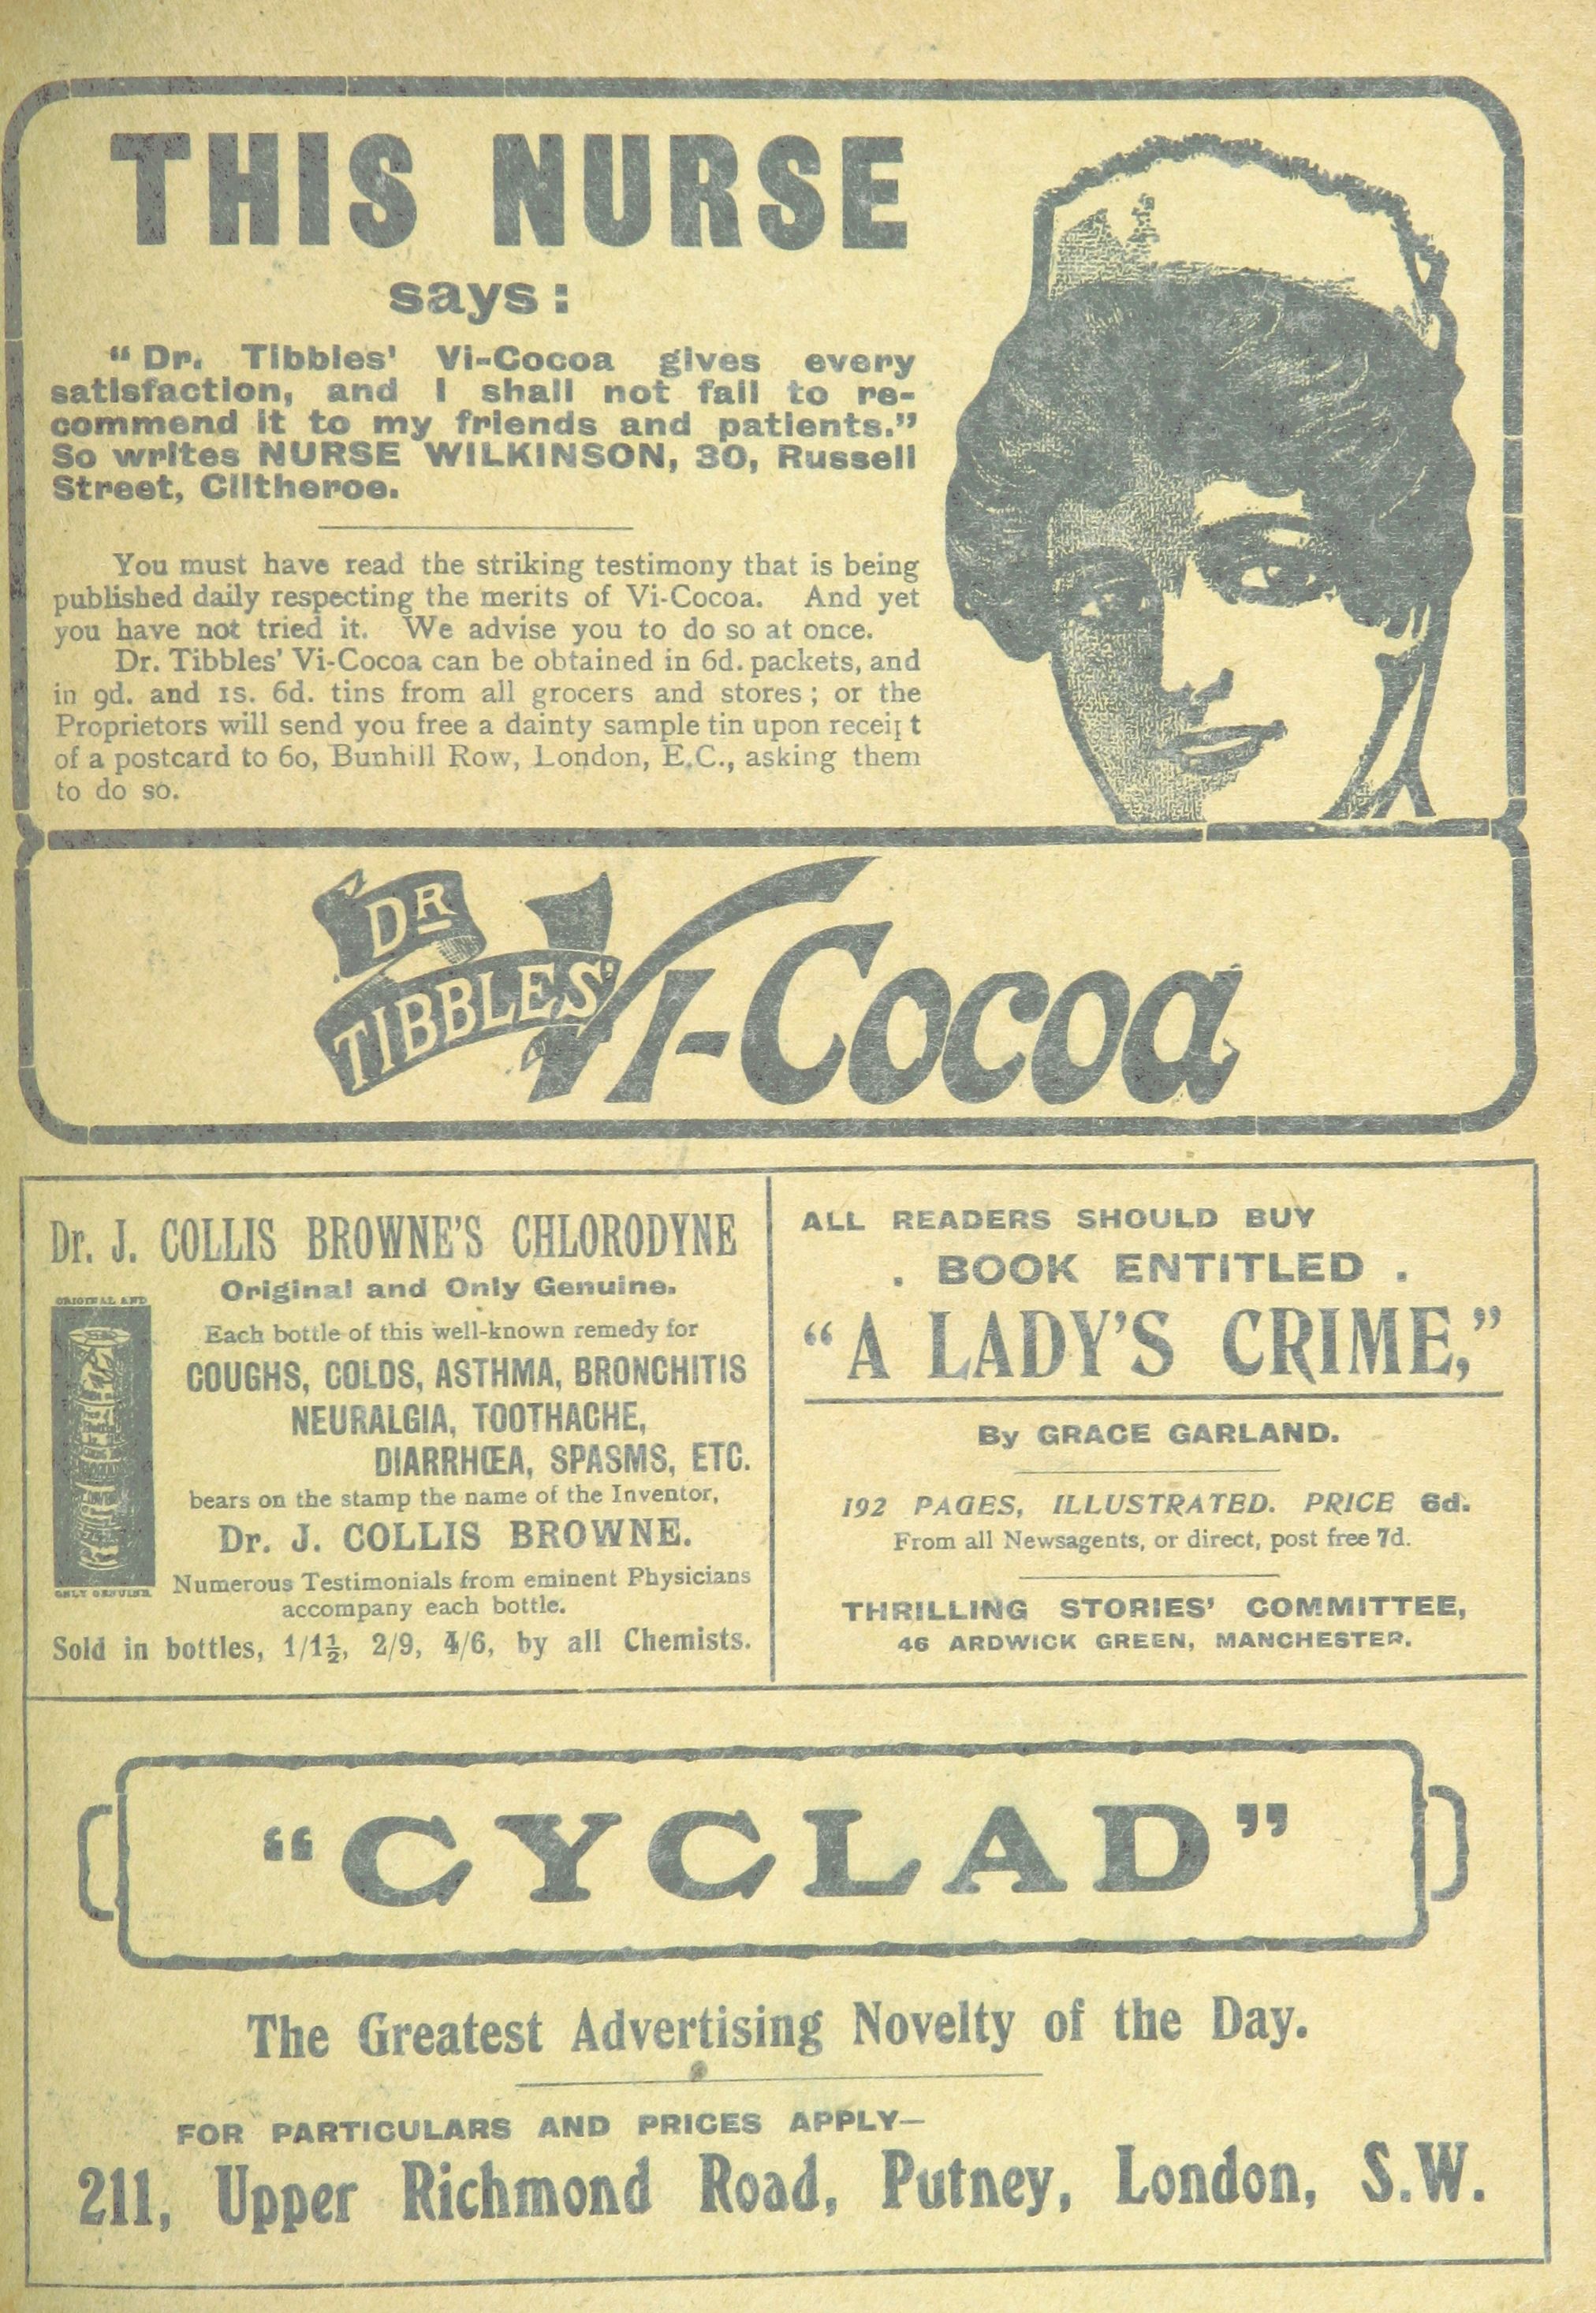 THIS NURSE
says:
“Dr. Tibbles' Vi-Cocoa gives every
satisfaction, and I shall not fail to re-
commend it to my friends and patients.”
So writes NURSE WILKINSON, 30, Russell
Street, Clitheroe.
You must have read the striking testimony that is being
published daily respecting the merits of Vi-Cocoa. And yet
you have not tried it. We advise you to do so at once.
Dr. Tibbles' Vi-Cocoa can be obtained in 6d. packets, and
in 9d. and 1s. 6d. tins from all grocers and stores; or the
Proprietors will send you free a dainty sample tin upon receipt
of a postcard to 60, Bunhill Row, London, E.C., asking them
to do so.
DR
TIBBLES' Vi-Cocoa
Dr. J. COLLIS BROWNE'S CHLORODYNE
Original and Only Genuine.
ORIGINAL AND
Each bottle of this well-known remedy for
COUGHS, COLDS, ASTHMA, BRONCHITIS
NEURALGIA, TOOTHACHE,
DIARRHŒA, SPASMS, ETC.
bears on the stamp the name of the Inventor,
Dr. J. COLLIS BROWNE.
ONLY GENUINE
Numerous Testimonials from eminent Physicians
accompany each bottle.
Sold in bottles, 1/1½, 2/9, 4/6, by all Chemists.
ALL READERS SHOULD BUY
. BOOK ENTITLED .
“A LADY'S CRIME,”
By GRACE GARLAND.
192 PAGES, ILLUSTRATED. PRICE 6d.
From all Newsagents, or direct, post free 7d.
THRILLING STORIES' COMMITTEE,
46 ARDWICK GREEN, MANCHESTER.
“CYCLAD”
The Greatest Advertising Novelty of the Day.
FOR PARTICULARS AND PRICES APPLY—
211, Upper Richmond Road, Putney, London, S.W.